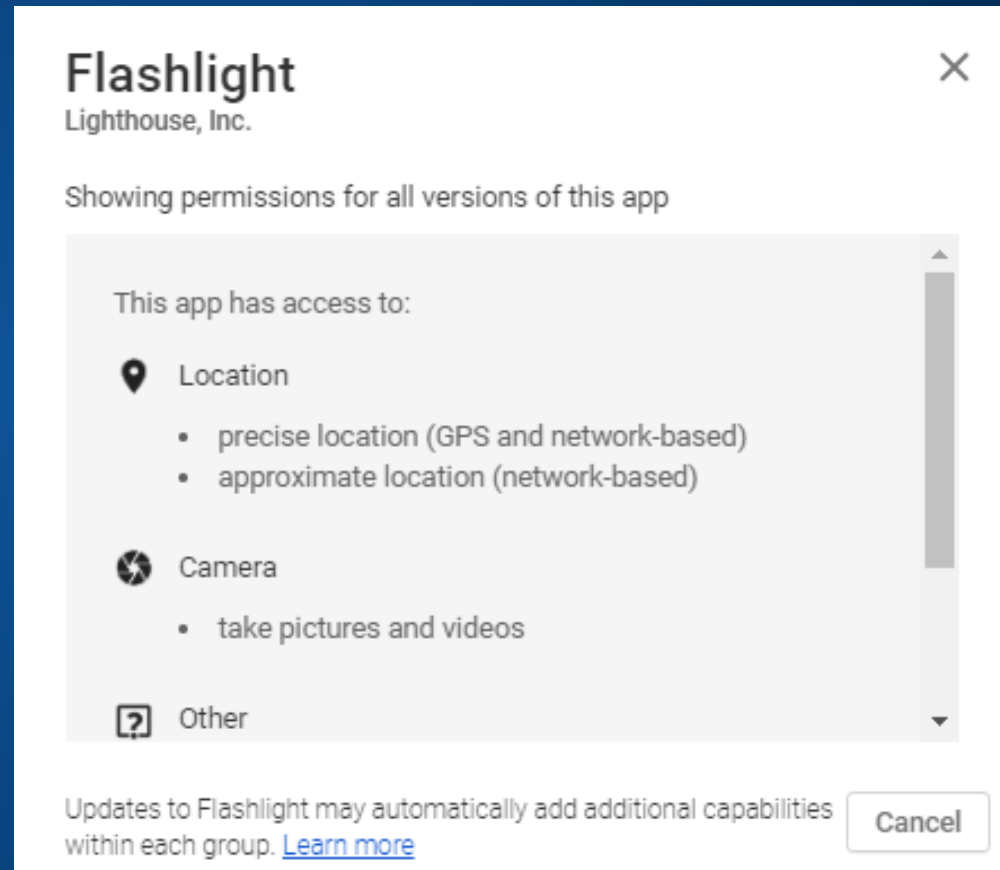 Flashlight
Lighthouse, Inc.
Showing permissions for all versions of this app
This app has access to:
Location
• precise location (GPS and network-based)
• approximate location (network-based)
Camera
• take pictures and videos
Other
Updates to Flashlight may automatically add additional capabilities
within each group. Learn more
Cancel